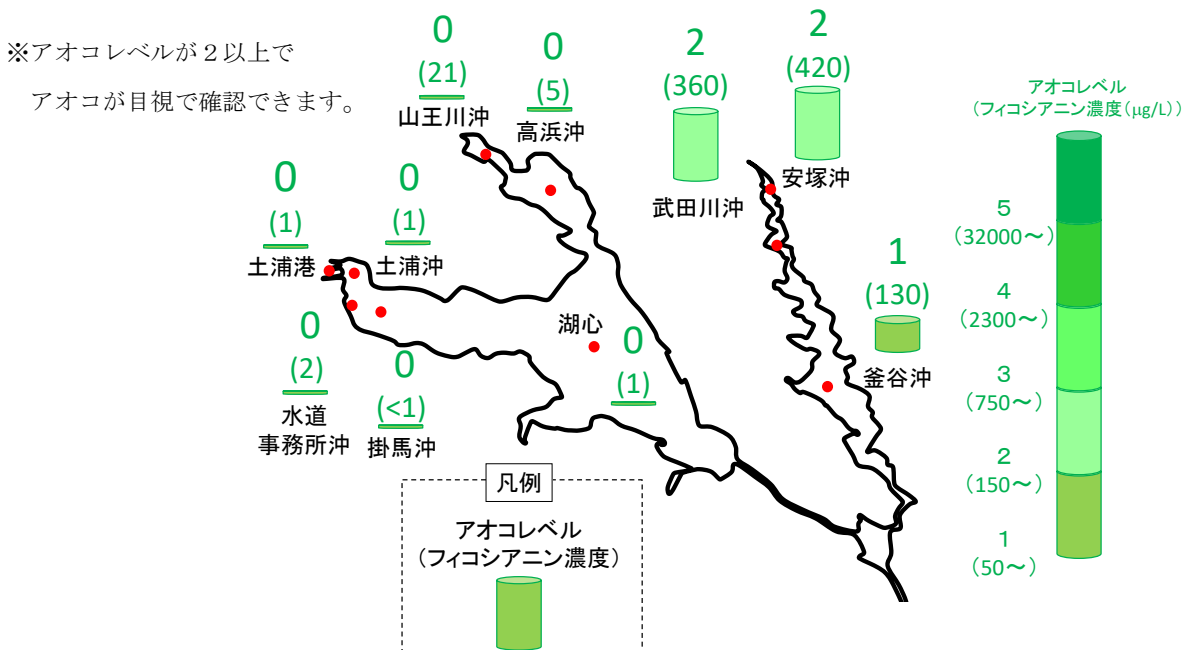 ※アオコレベルが２以上で
アオコが目視で確認できます。
0
(21)
山王川沖
0
(5)
高浜沖
2
(360)
武田川沖
2
(420)
安塚沖
0
(1)
土浦港
0
(1)
土浦沖
1
(130)
釜谷沖
0
(2)
水道
事務所沖
0
(<1)
掛馬沖
湖心
0
(1)
凡例
アオコレベル
(フィコシアニン濃度)
アオコレベル
(フィコシアニン濃度(μg/L))
5
(32000～)
4
(2300～)
3
(750～)
2
(150～)
1
(50～)